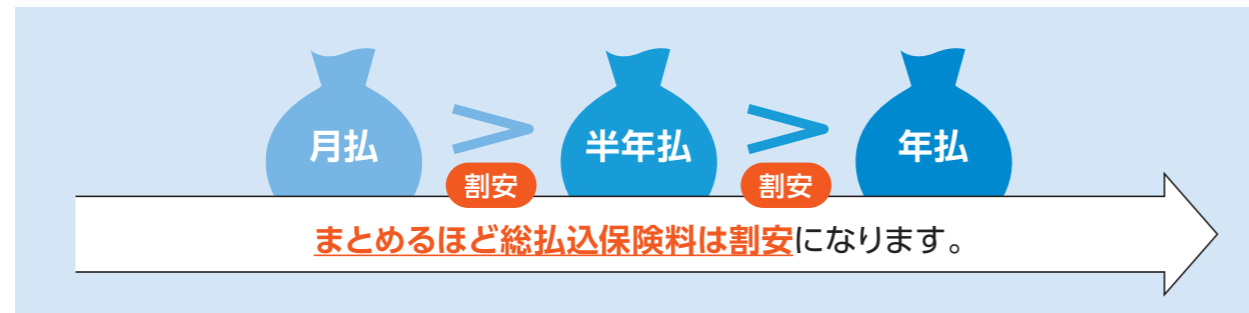 月払 > 半年払 > 年払
割安 割安
まとめるほど総払込保険料は割安になります。